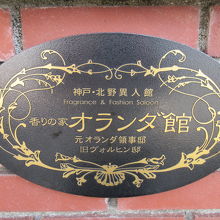 神戸・北野異人館
Fragrance & Fashion Saloon
香りの家オランダ館
元オランダ領事邸
旧ヴォルヒン邸